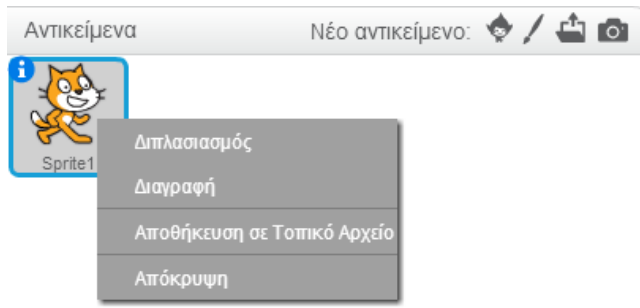 Αντικείμενα Νέο αντικείμενο:
i
Sprite1
Διπλασιασμός
Διαγραφή
Αποθήκευση σε Τοπικό Αρχείο
Απόκρυψη